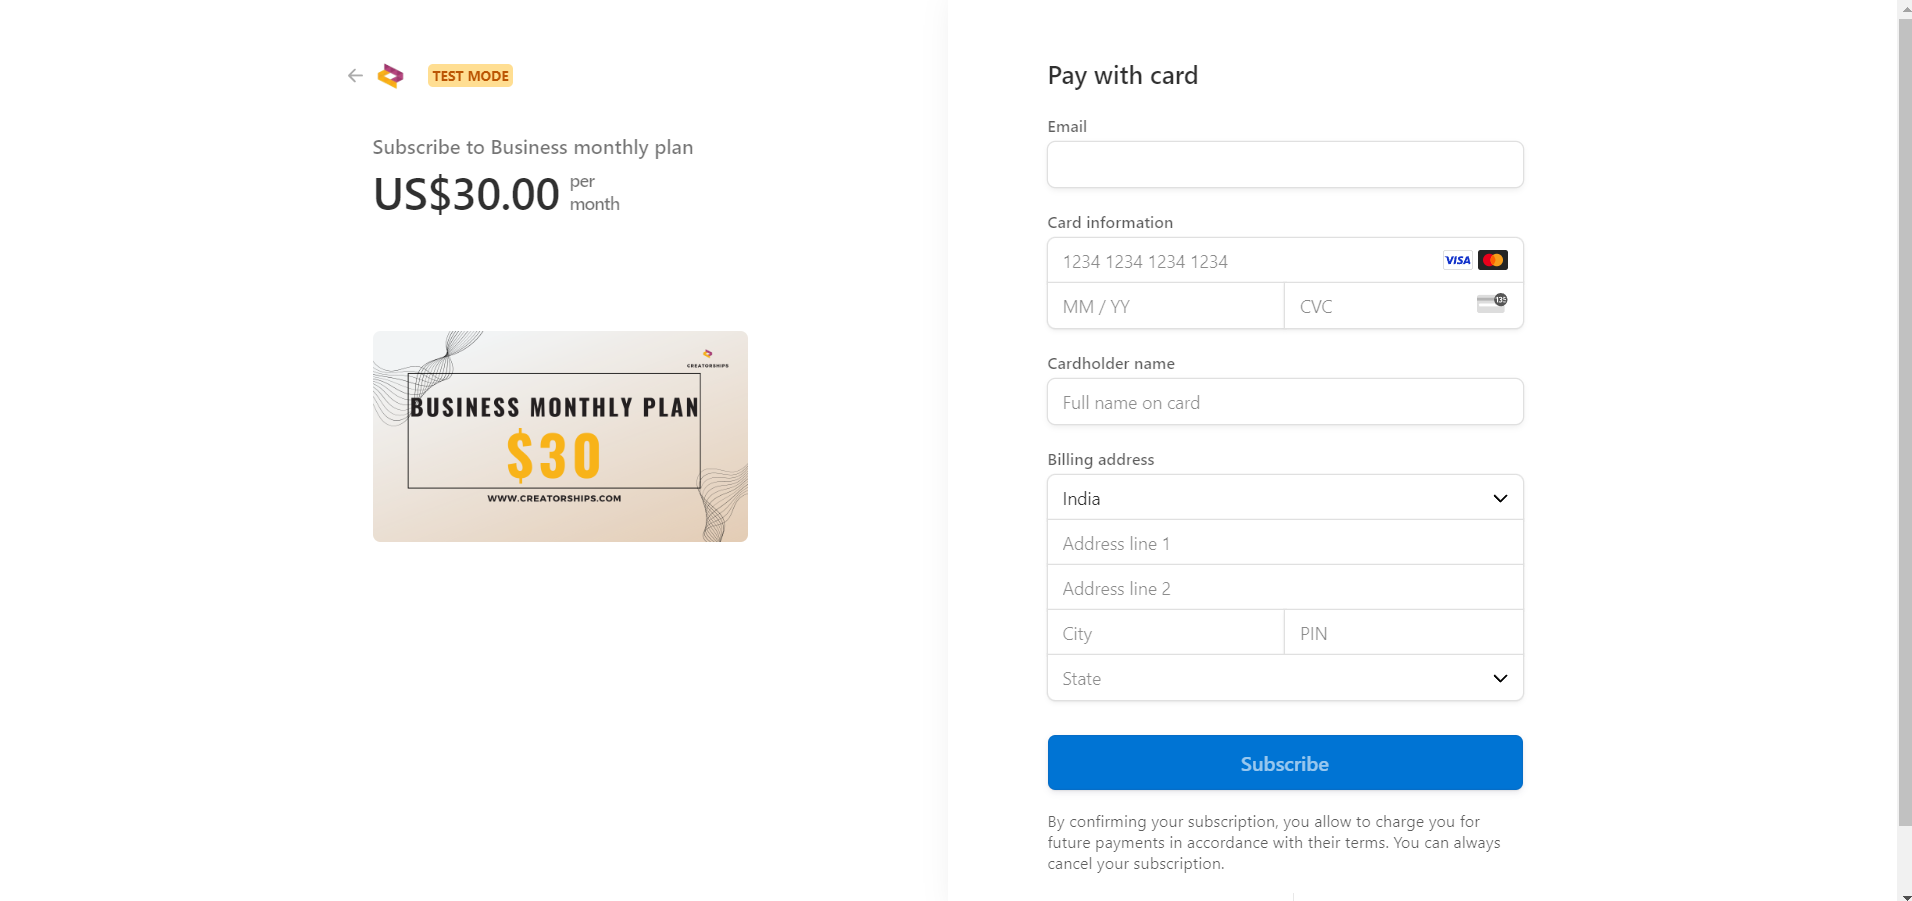 TEST MODE
Subscribe to Business monthly plan
US$30.00 per month
CREATORSHIPS
BUSINESS MONTHLY PLAN
$30
WWW.CREATORSHIPS.COM
Pay with card
Email
Card information
1234 1234 1234 1234 VISA
MM / YY CVC 135
Cardholder name
Full name on card
Billing address
India
Address line 1
Address line 2
City PIN
State
Subscribe
By confirming your subscription, you allow to charge you for
future payments in accordance with their terms. You can always
cancel your subscription.